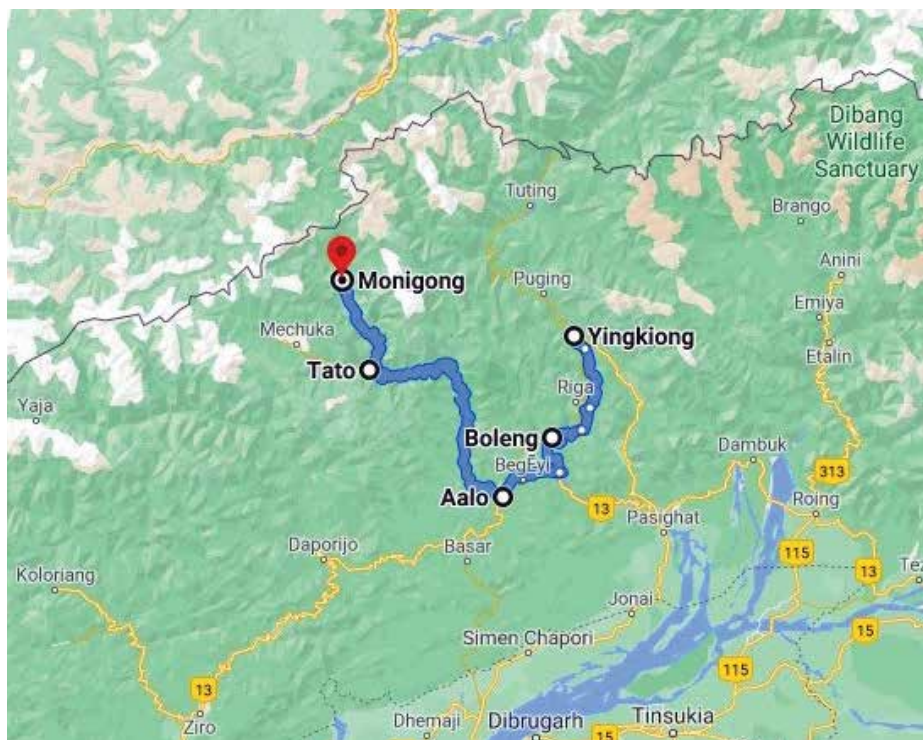 Dibang
Wildlife
Sanctuary
Tuting
Brango
Monigong
Puging
Anini
Emiya
Mechuka
Yingkiong
Etalin
Tato
Riga
Yaja
Boleng
Dambuk
BegEyi
313
Aalo
13
Roing
Pasighat
Daporijo
Basar
115
Koloriang
13
Te
Jonai
Simen Chapori
15
13
115
Ziro
Dhemaji
Dibrugarh
Tinsukia
15